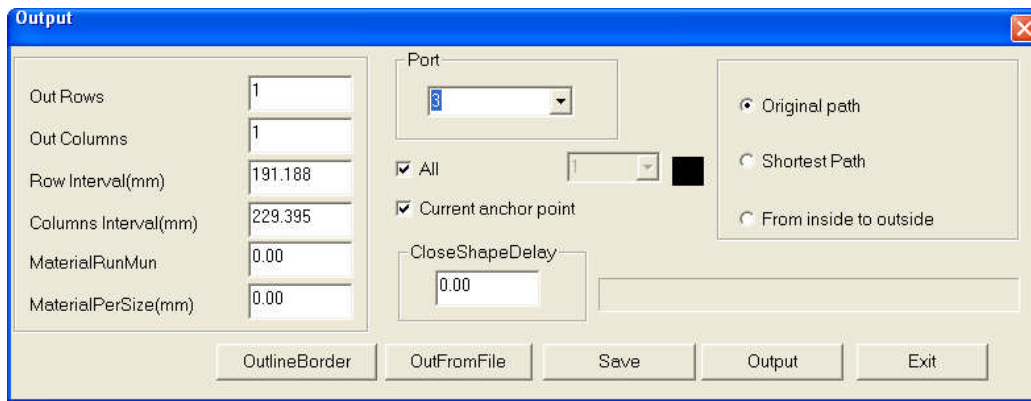 Output
Out Rows 1
Out Columns 1
Row Interval(mm) 191.188
Columns Interval(mm) 229.395
MaterialRunMun 0.00
MaterialPerSize(mm) 0.00
Port
3
All 1
Current anchor point
CloseShapeDelay
0.00
Original path
Shortest Path
From inside to outside
OutlineBorder OutFromFile Save Output Exit